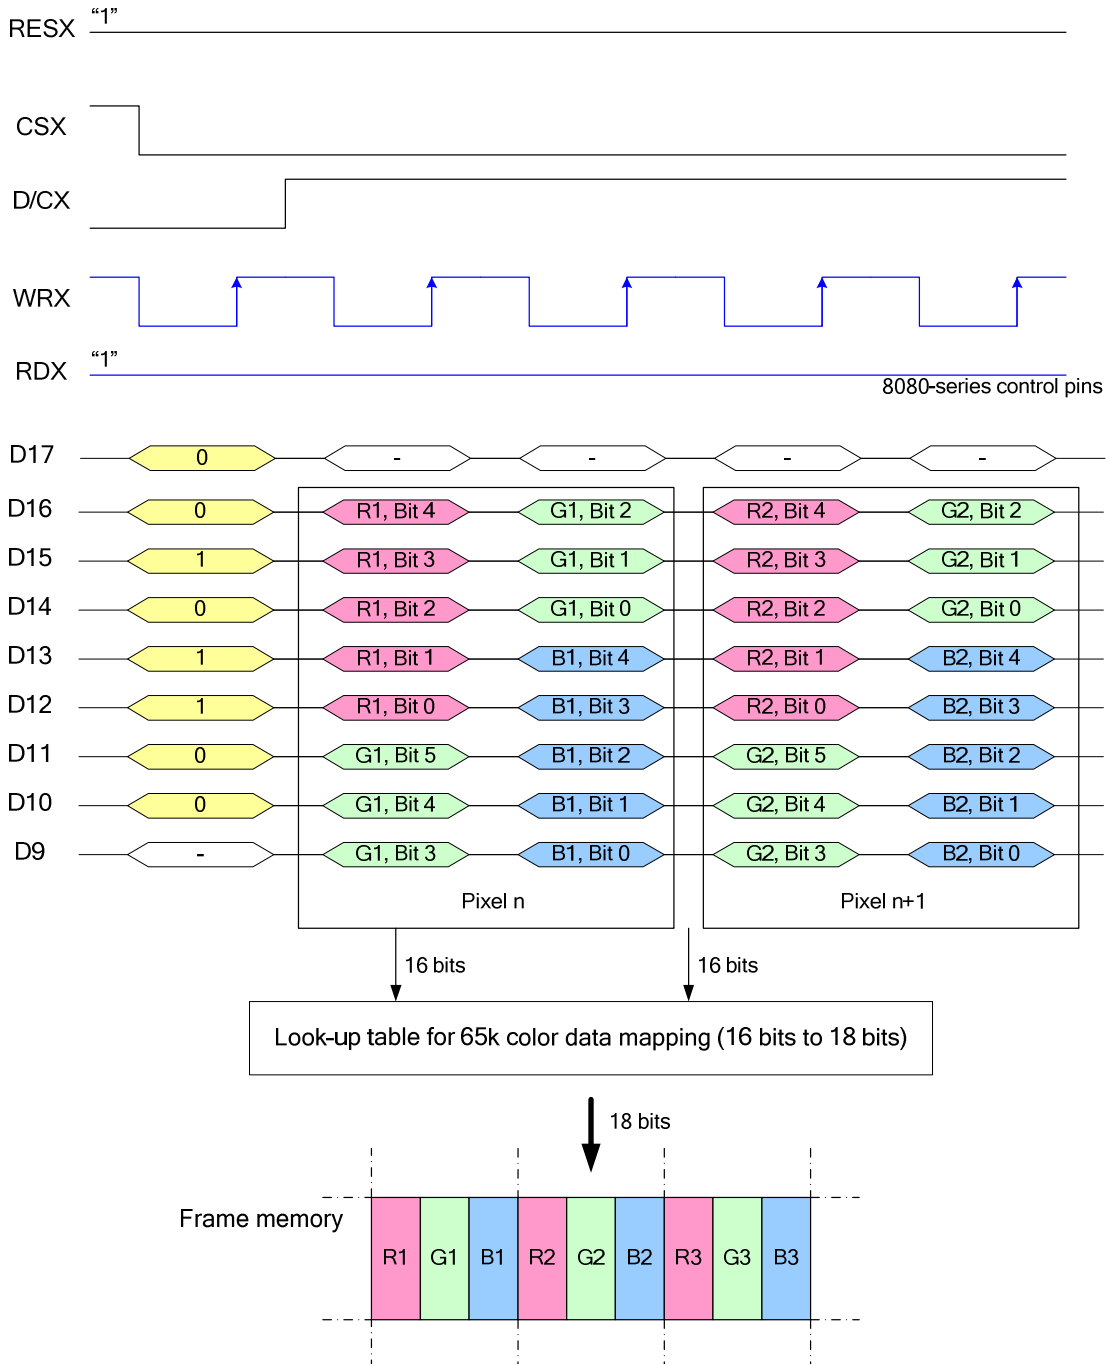 RESX “1”
CSX
D/CX
WRX
RDX “1”
8080-series control pins
D17 0 - - - -
D16 0 R1, Bit 4 G1, Bit 2 R2, Bit 4 G2, Bit 2
D15 1 R1, Bit 3 G1, Bit 1 R2, Bit 3 G2, Bit 1
D14 0 R1, Bit 2 G1, Bit 0 R2, Bit 2 G2, Bit 0
D13 1 R1, Bit 1 B1, Bit 4 R2, Bit 1 B2, Bit 4
D12 1 R1, Bit 0 B1, Bit 3 R2, Bit 0 B2, Bit 3
D11 0 G1, Bit 5 B1, Bit 2 G2, Bit 5 B2, Bit 2
D10 0 G1, Bit 4 B1, Bit 1 G2, Bit 4 B2, Bit 1
D9 - G1, Bit 3 B1, Bit 0 G2, Bit 3 B2, Bit 0
Pixel n Pixel n+1
16 bits 16 bits
Look-up table for 65k color data mapping (16 bits to 18 bits)
18 bits
Frame memory
R1 G1 B1 R2 G2 B2 R3 G3 B3